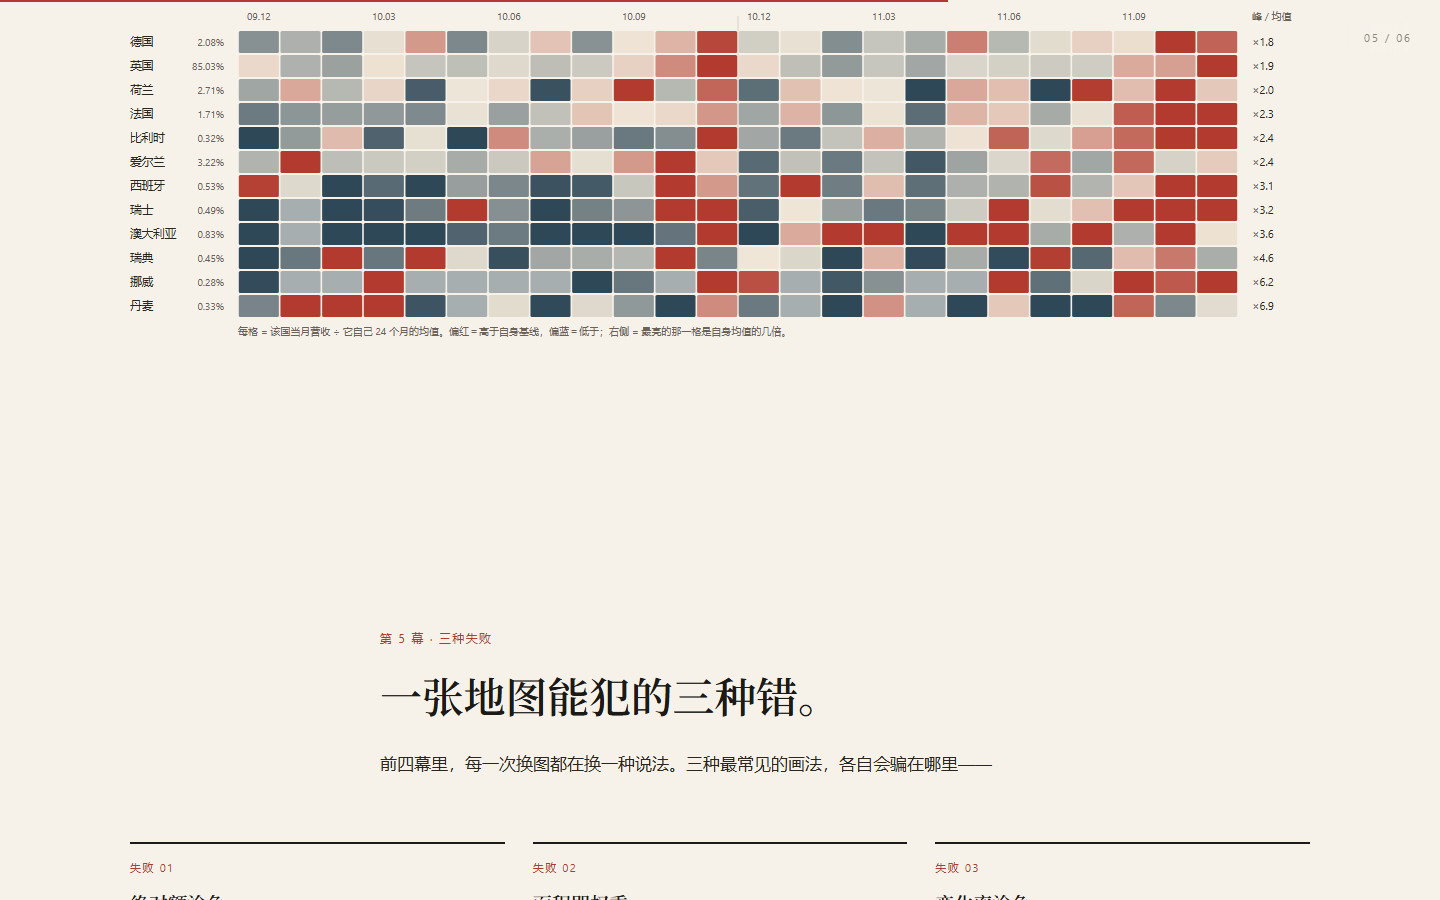 09.12 10.03 10.06 10.09 10.12 11.03 11.06 11.09 峰 / 均值
05 / 06
德国 2.08% ×1.8
英国 85.03% ×1.9
荷兰 2.71% ×2.0
法国 1.71% ×2.3
比利时 0.32% ×2.4
爱尔兰 3.22% ×2.4
西班牙 0.53% ×3.1
瑞士 0.49% ×3.2
澳大利亚 0.83% ×3.6
瑞典 0.45% ×4.6
挪威 0.28% ×6.2
丹麦 0.33% ×6.9
每格 = 该国当月营收 ÷ 它自己 24 个月的均值。偏红 = 高于自身基线，偏蓝 = 低于；右侧 = 最亮的那一格是自身均值的几倍。
第 5 幕 · 三种失败
一张地图能犯的三种错。
前四幕里，每一次换图都在换一种说法。三种最常见的画法，各自会骗在哪里——
失败 01
失败 02
失败 03